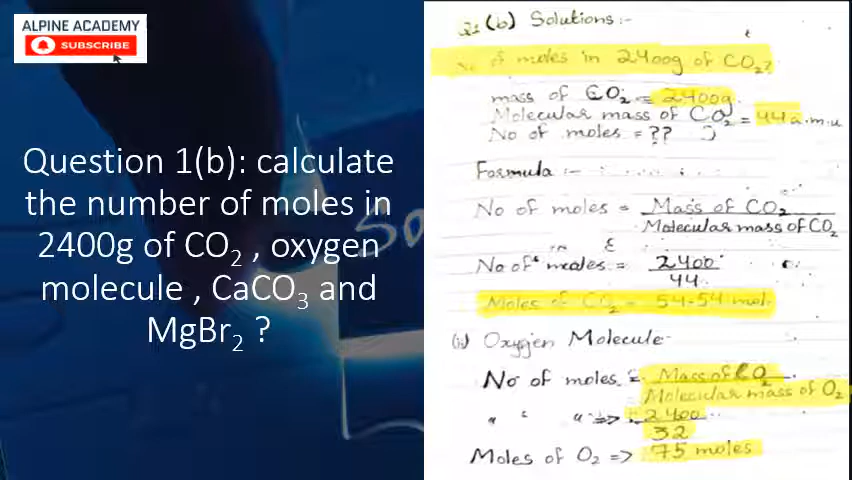 ALPINE ACADEMY
SUBSCRIBE
Question 1(b): calculate
the number of moles in
2400g of CO₂ , oxygen
molecule , CaCO₃ and
MgBr₂ ?
(b) Solutions:-
of moles in 2400g of CO₂?
mass of CO₂ = 2400g
Molecular mass of CO₂ = 44a.m.u
No of moles = ??
Formula :-
No of moles = Mass of CO₂
Molecular mass of CO₂
No of moles = 2400
44
Moles of CO₂ = 54.54 mol
(ii) Oxygen Molecule
No of moles = Mass of O₂
Molecular mass of O₂
" " " => 2400
32
Moles of O₂ => 75 moles